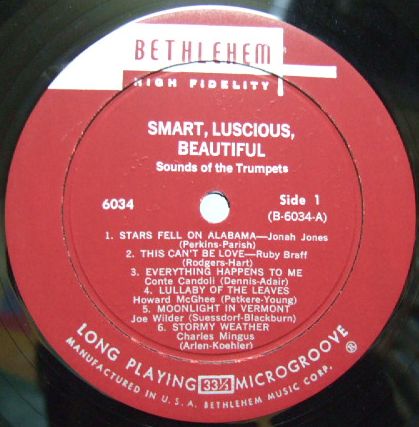 BETHLEHEM
HIGH FIDELITY
SMART, LUSCIOUS,
BEAUTIFUL
Sounds of the Trumpets
6034
Side 1
(B-6034-A)
1. STARS FELL ON ALABAMA—Jonah Jones
(Perkins-Parish)
2. THIS CAN'T BE LOVE—Ruby Braff
(Rodgers-Hart)
3. EVERYTHING HAPPENS TO ME
Conte Candoli (Dennis-Adair)
4. LULLABY OF THE LEAVES
Howard McGhee (Petkere-Young)
5. MOONLIGHT IN VERMONT
Joe Wilder (Suessdorf-Blackburn)
6. STORMY WEATHER
Charles Mingus
(Arlen-Koehler)
LONG PLAYING 33⅓ MICROGROOVE ®
MANUFACTURED IN U.S.A. BETHLEHEM MUSIC CORP.